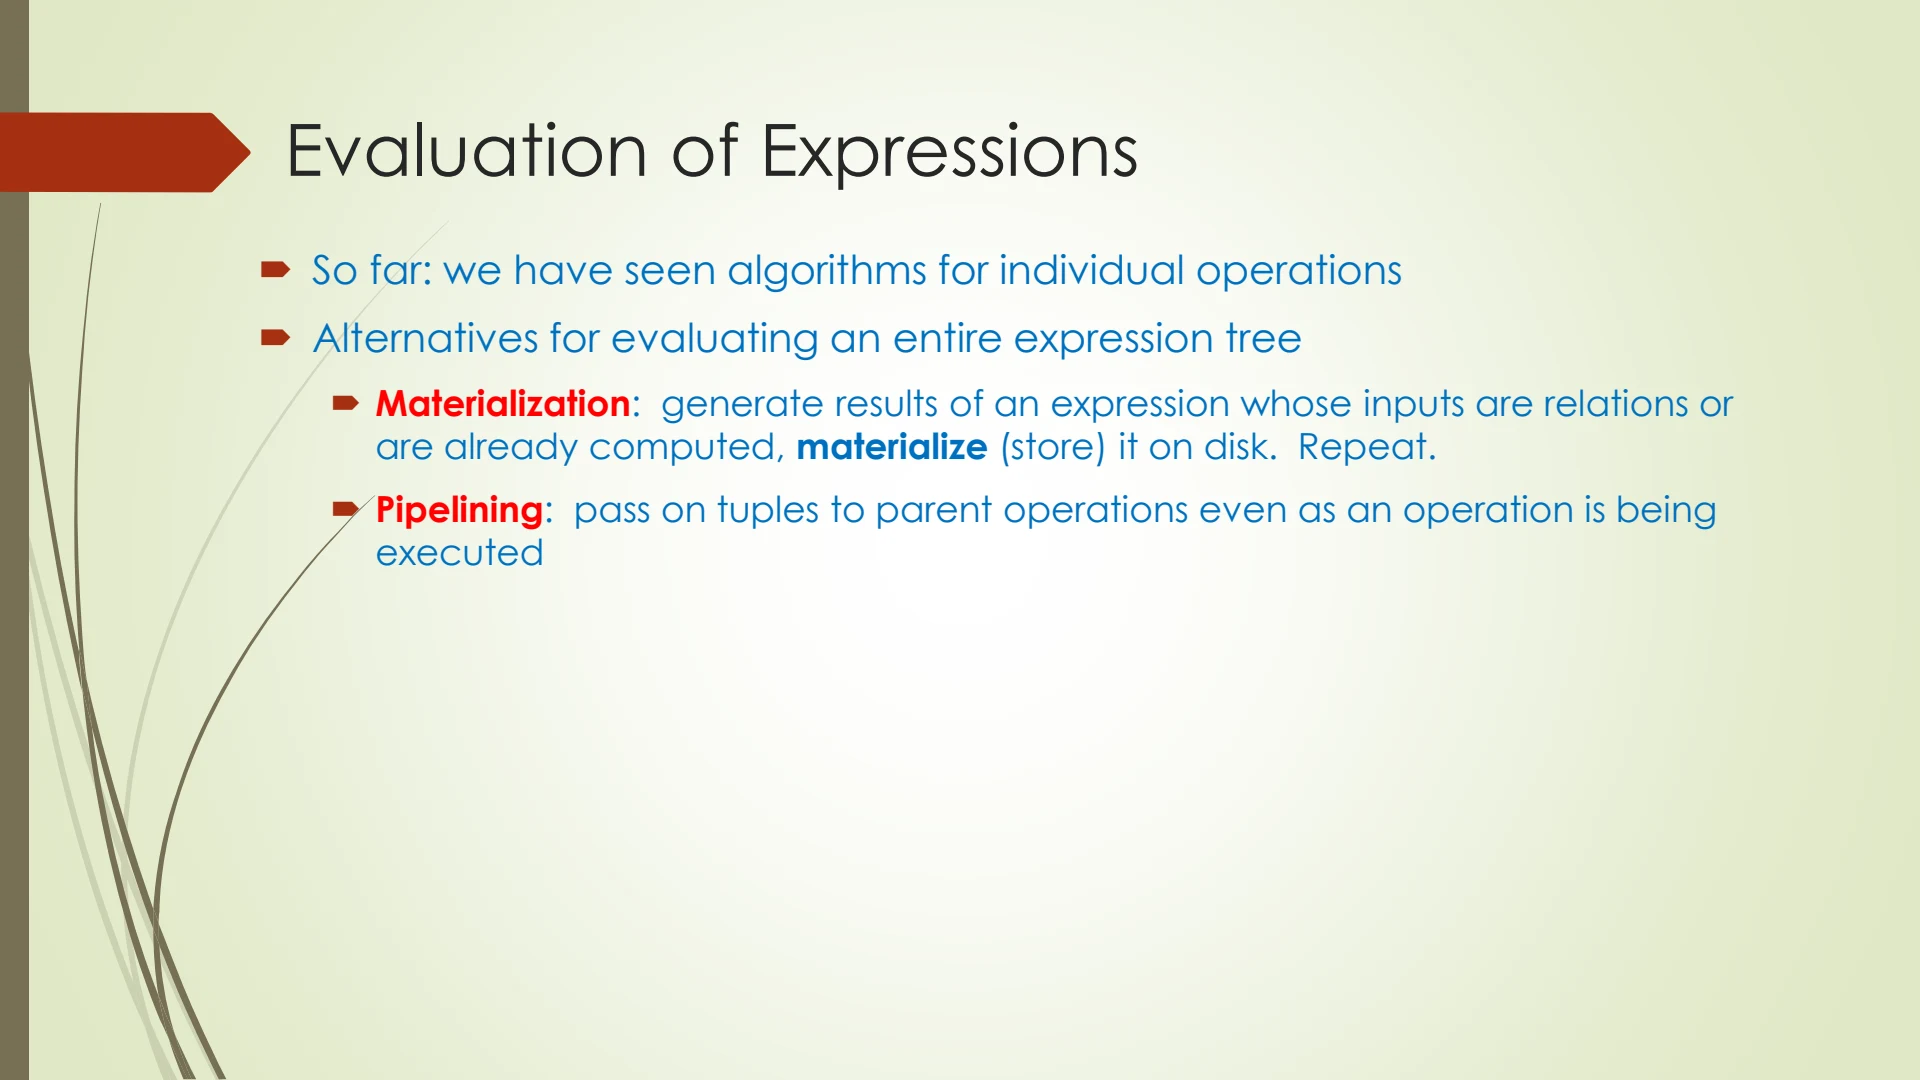 Evaluation of Expressions
So far: we have seen algorithms for individual operations
Alternatives for evaluating an entire expression tree
Materialization:  generate results of an expression whose inputs are relations or
are already computed, materialize (store) it on disk.  Repeat.
Pipelining:  pass on tuples to parent operations even as an operation is being
executed